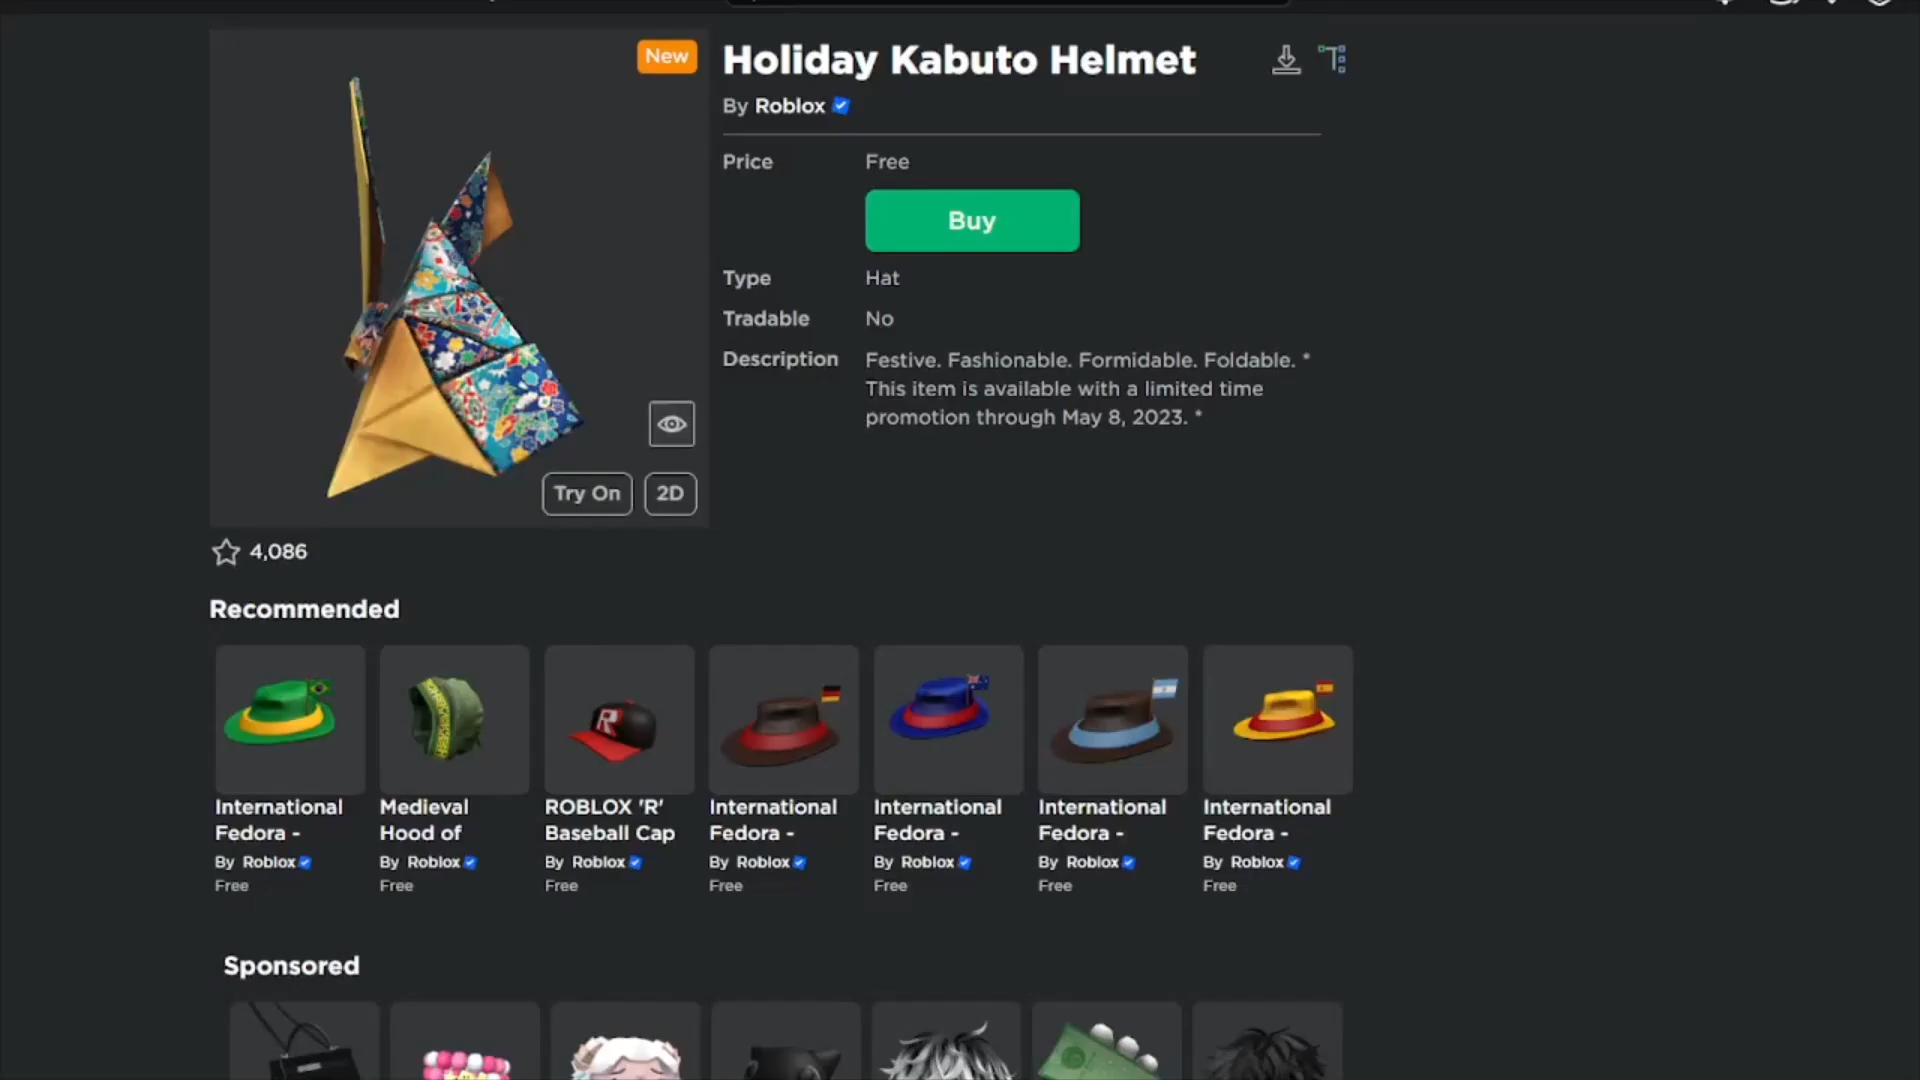 New
Holiday Kabuto Helmet
By Roblox
Price Free
Buy
Type Hat
Tradable No
Description Festive. Fashionable. Formidable. Foldable. *
This item is available with a limited time
promotion through May 8, 2023. *
Try On 2D
4,086
Recommended
International
Fedora -
By Roblox
Free
Medieval
Hood of
By Roblox
Free
R
ROBLOX 'R'
Baseball Cap
By Roblox
Free
International
Fedora -
By Roblox
Free
International
Fedora -
By Roblox
Free
International
Fedora -
By Roblox
Free
International
Fedora -
By Roblox
Free
Sponsored